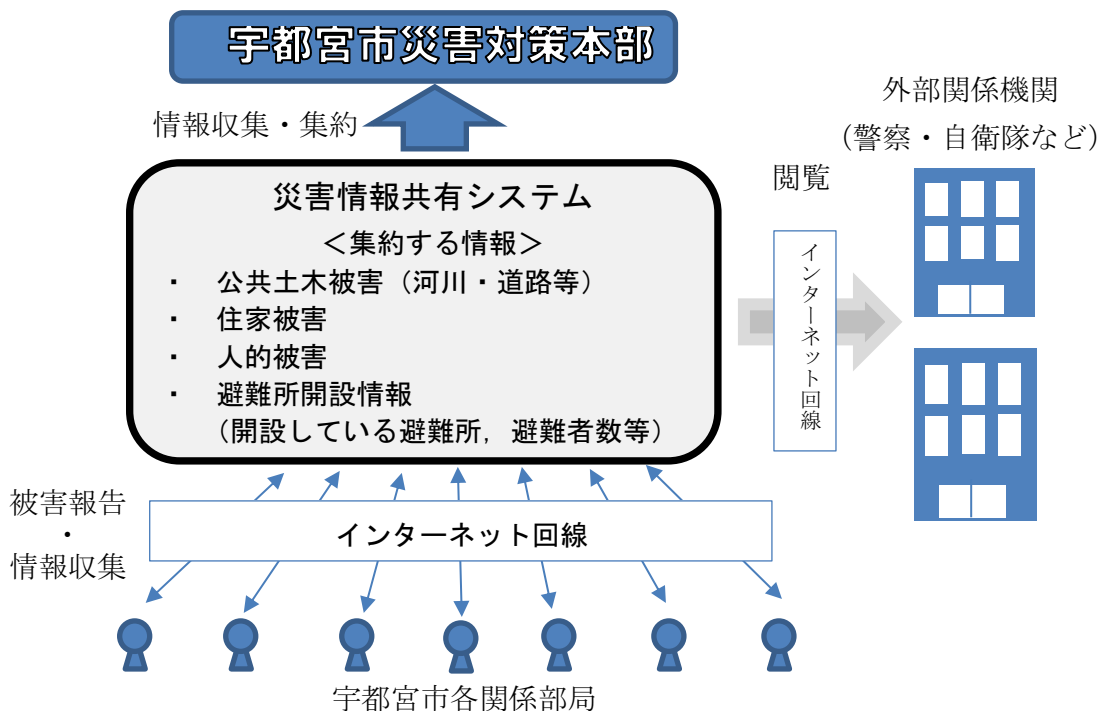 宇都宮市災害対策本部
情報収集・集約
外部関係機関
（警察・自衛隊など）
閲覧
災害情報共有システム
＜集約する情報＞
・ 公共土木被害（河川・道路等）
・ 住家被害
・ 人的被害
・ 避難所開設情報
（開設している避難所，避難者数等）
インターネット回線
被害報告
・
情報収集
インターネット回線
宇都宮市各関係部局